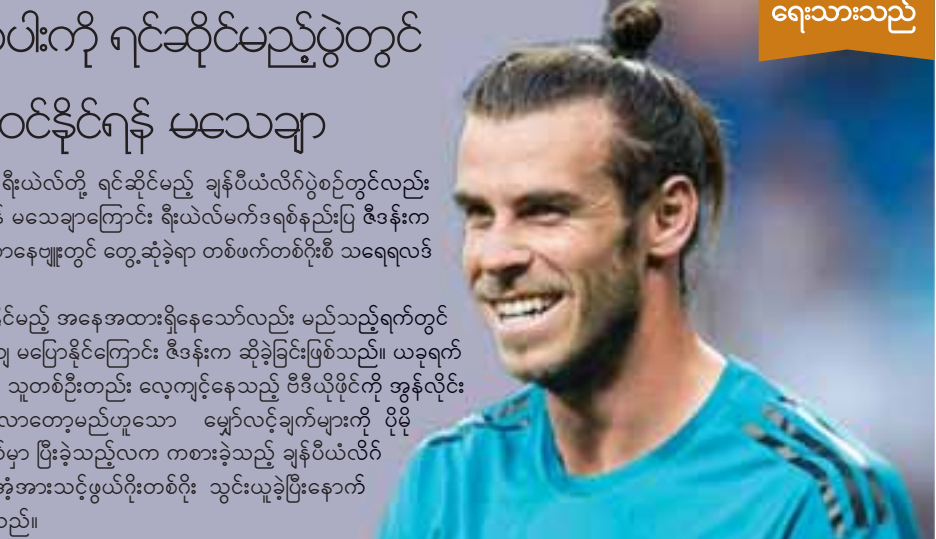 ရေးသားသည်
ပါးကို ရင်ဆိုင်မည့်ပွဲတွင်
ဝင်နိုင်ရန် မသေချာ
ရီးယဲလ်တို့ ရင်ဆိုင်မည့် ချန်ပီယံလိဂ်ပွဲစဉ်တွင်လည်း
မသေချာကြောင်း ရီးယဲလ်မက်ဒရစ်နည်းပြ ဇီဒန်းက
နေဗျူးတွင် တွေ့ဆုံခဲ့ရာ တစ်ဖက်တစ်ဂိုးစီ သရေရလဒ်
င်မည့် အနေအထားရှိနေသော်လည်း မည်သည့်ရက်တွင်
မပြောနိုင်ကြောင်း ဇီဒန်းက ဆိုခဲ့ခြင်းဖြစ်သည်။ ယခုရက်
သူတစ်ဦးတည်း လေ့ကျင့်နေသည့် ဗီဒီယိုဖိုင်ကို အွန်လိုင်း
လာတော့မည်ဟူသော မျှော်လင့်ချက်များကို ပိုမို
မှာ ပြီးခဲ့သည့်လက ကစားခဲ့သည့် ချန်ပီယံလိဂ်
အံ့အားသင့်ဖွယ်ဂိုးတစ်ဂိုး သွင်းယူခဲ့ပြီးနောက်
သည်။